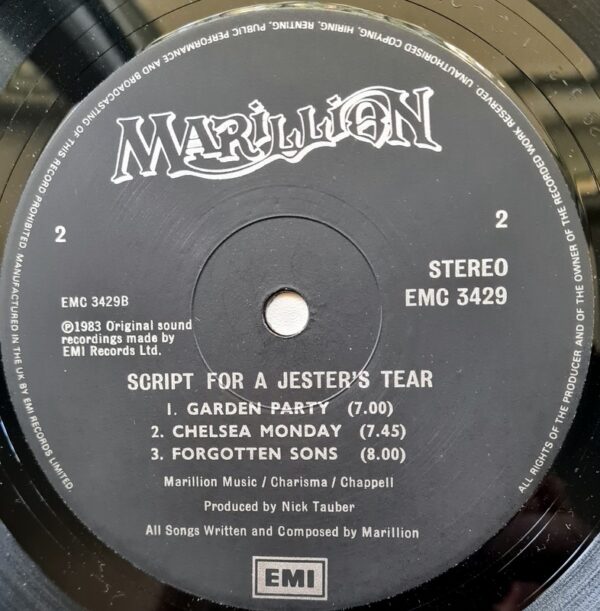 ALL RIGHTS OF THE PRODUCER AND OF THE OWNER OF THE RECORDED WORK RESERVED. UNAUTHORISED COPYING, HIRING, RENTING, PUBLIC PERFORMANCE AND BROADCASTING OF THIS RECORD PROHIBITED. MANUFACTURED IN THE UK BY EMI RECORDS LIMITED.
MARILLION
2
2
STEREO
EMC 3429B
EMC 3429
℗1983 Original sound
recordings made by
EMI Records Ltd.
SCRIPT FOR A JESTER'S TEAR
1. GARDEN PARTY (7.00)
2. CHELSEA MONDAY (7.45)
3. FORGOTTEN SONS (8.00)
Marillion Music / Charisma / Chappell
Produced by Nick Tauber
All Songs Written and Composed by Marillion
EMI